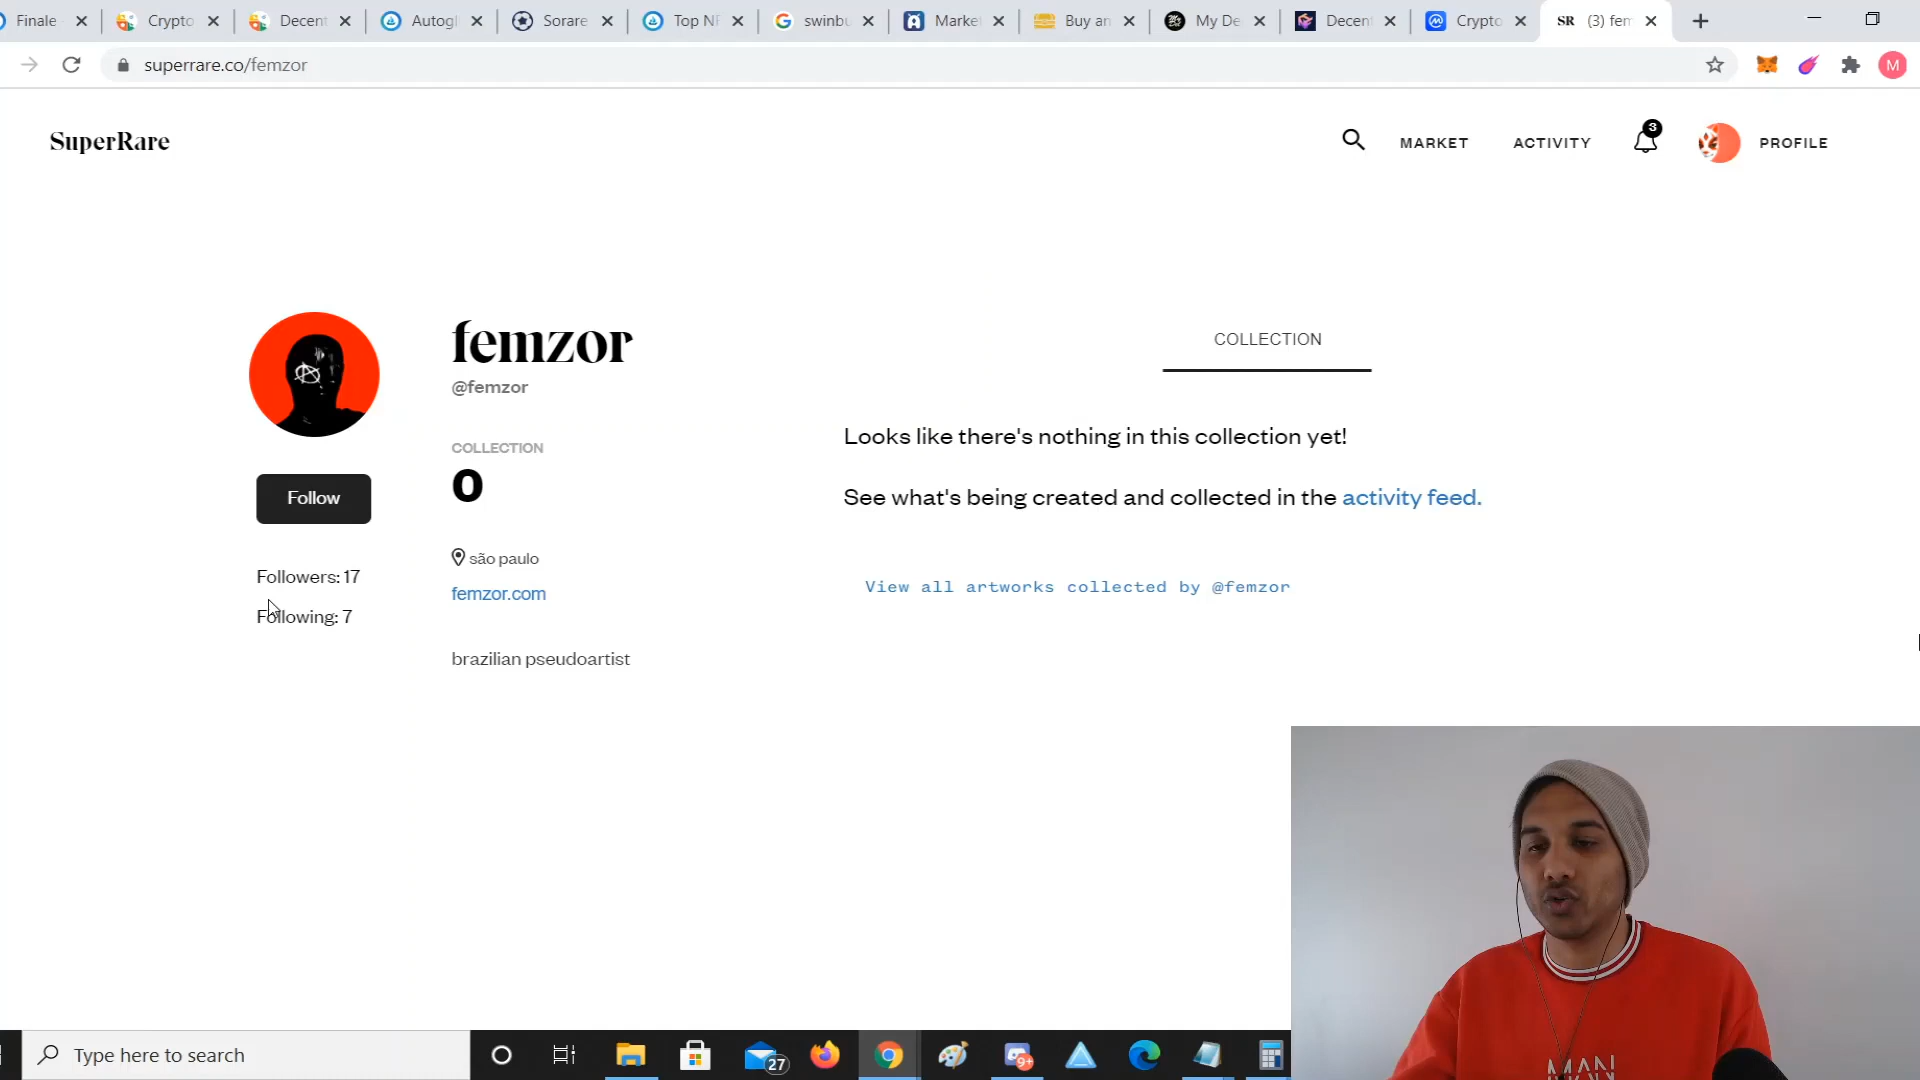 Finale
Crypto
Decent
Autogl
Sorare
Top NF
swinbu
Market
Buy an
My De
Decent
Crypto
SR (3) fem
superrare.co/femzor
M
SuperRare
MARKET
ACTIVITY
3
PROFILE
femzor
@femzor
COLLECTION
0
são paulo
femzor.com
brazilian pseudoartist
Follow
Followers: 17
Following: 7
COLLECTION
Looks like there's nothing in this collection yet!
See what's being created and collected in the activity feed.
View all artworks collected by @femzor
Type here to search
27
9+
MAN